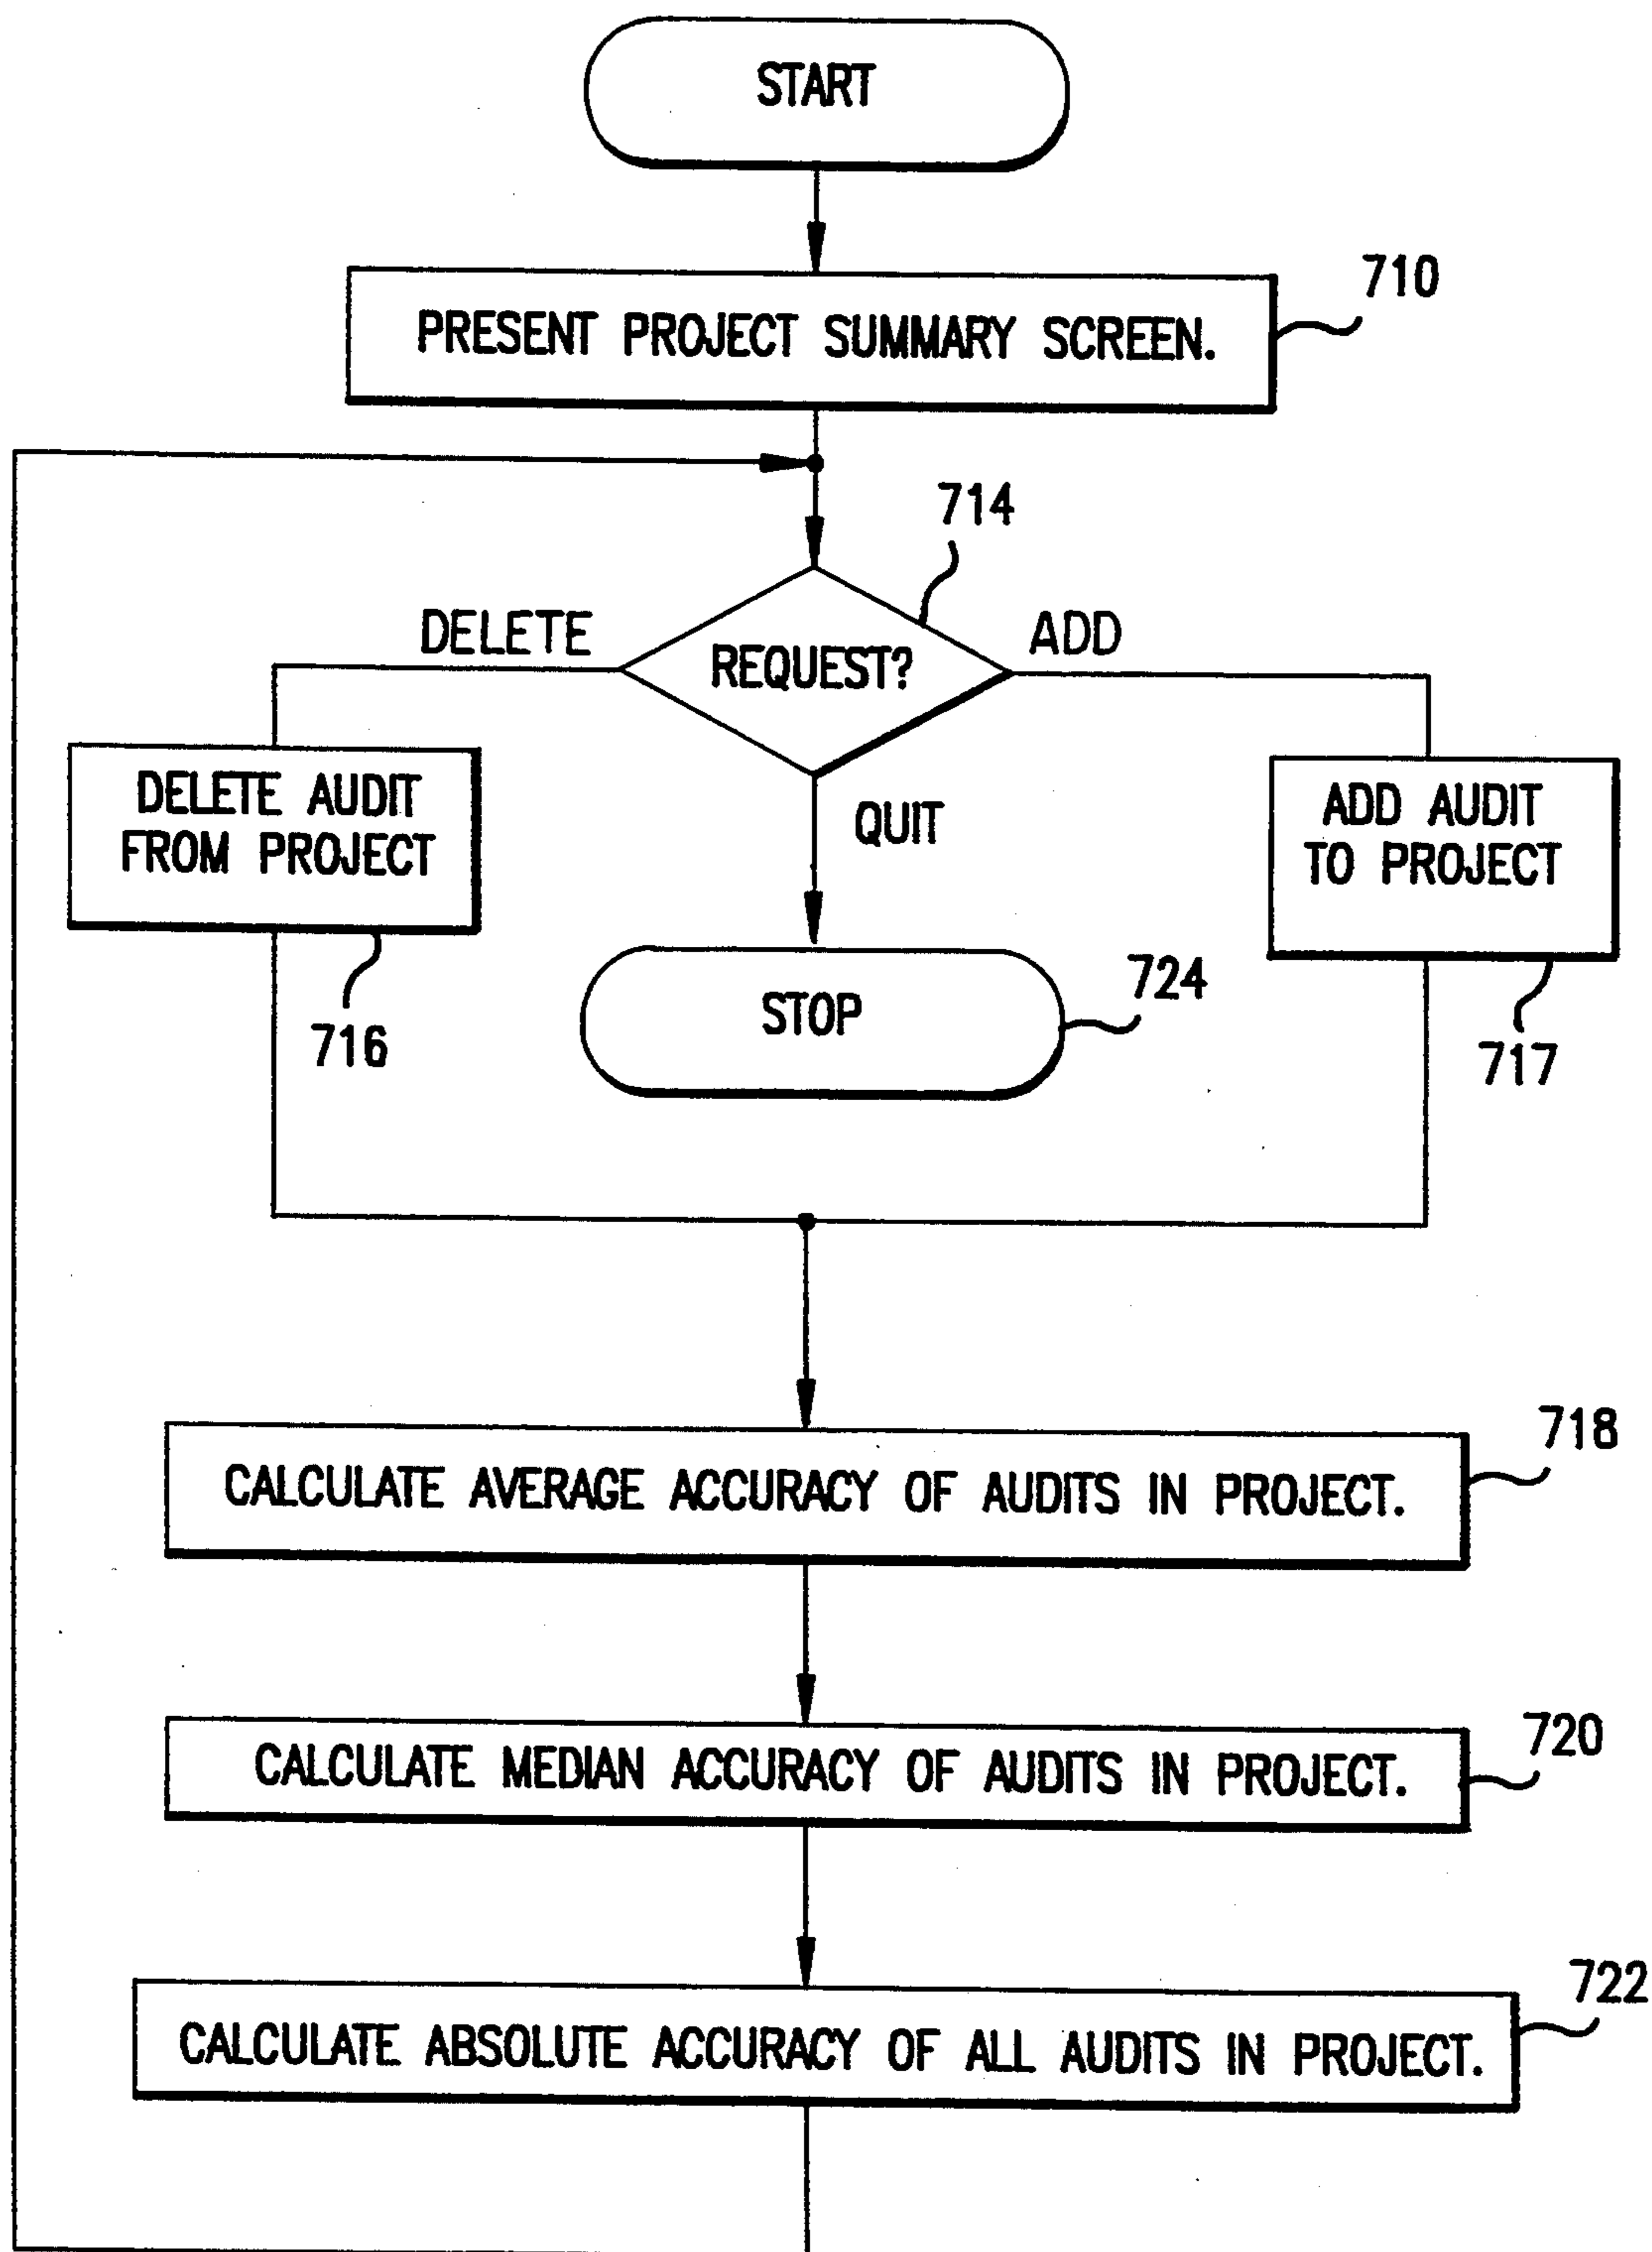 START
710
PRESENT PROJECT SUMMARY SCREEN.
714
DELETE
ADD
REQUEST?
DELETE AUDIT
FROM PROJECT
QUIT
ADD AUDIT
TO PROJECT
STOP
724
716
717
718
CALCULATE AVERAGE ACCURACY OF AUDITS IN PROJECT.
720
CALCULATE MEDIAN ACCURACY OF AUDITS IN PROJECT.
722
CALCULATE ABSOLUTE ACCURACY OF ALL AUDITS IN PROJECT.